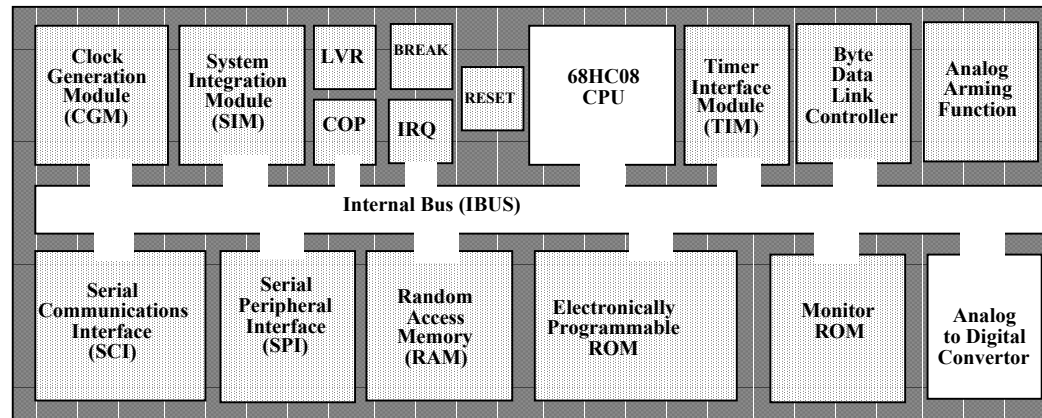 Clock
Generation
Module
(CGM)
System
Integration
Module
(SIM)
LVR
BREAK
COP
IRQ
RESET
68HC08
CPU
Timer
Interface
Module
(TIM)
Byte
Data
Link
Controller
Analog
Arming
Function
Internal Bus (IBUS)
Serial
Communications
Interface
(SCI)
Serial
Peripheral
Interface
(SPI)
Random
Access
Memory
(RAM)
Electronically
Programmable
ROM
Monitor
ROM
Analog
to Digital
Convertor